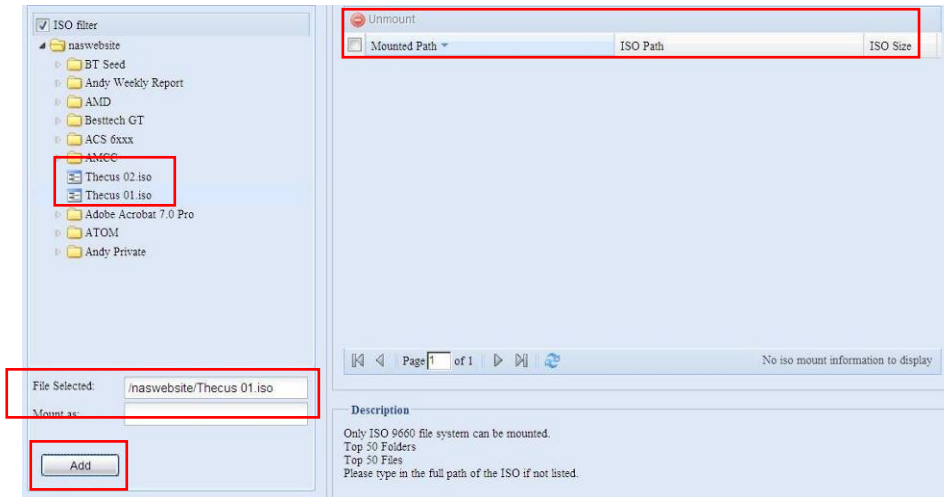 ISO filter
naswebsite
BT Seed
Andy Weekly Report
AMD
Besttech GT
ACS 6xxx
AMCC
Thecus 02.iso
Thecus 01.iso
Adobe Acrobat 7.0 Pro
ATOM
Andy Private
File Selected: /naswebsite/Thecus 01.iso
Mount as:
Add
Unmount
Mounted Path ISO Path ISO Size
Page 1 of 1 No iso mount information to display
Description
Only ISO 9660 file system can be mounted.
Top 50 Folders
Top 50 Files
Please type in the full path of the ISO if not listed.